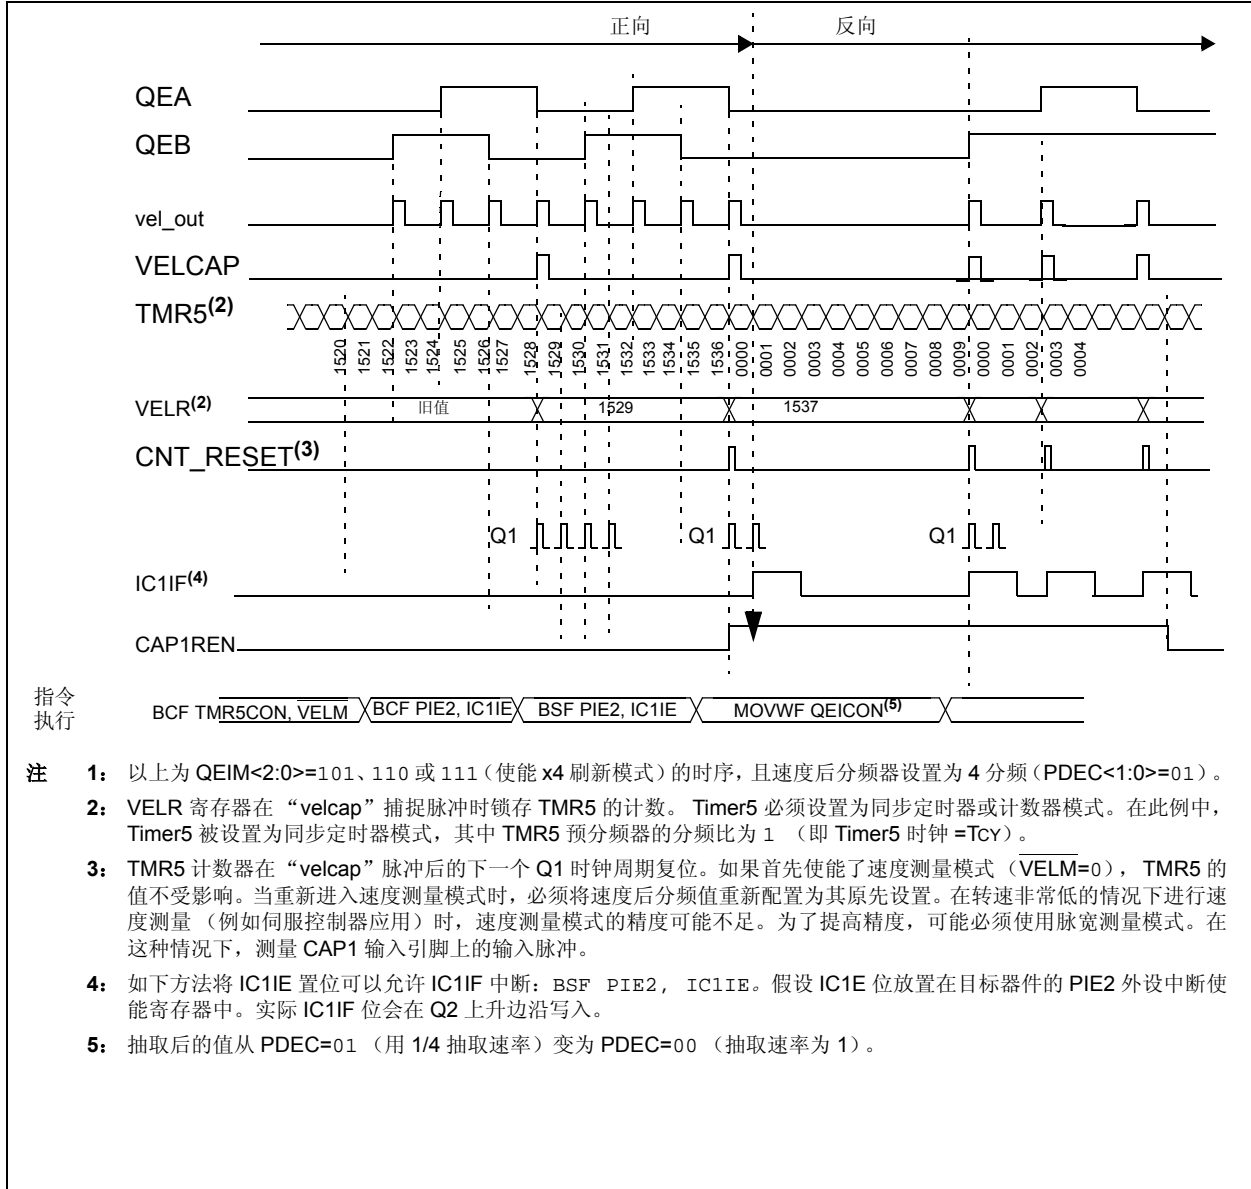 正向 反向
QEA
QEB
vel_out
VELCAP
TMR5(2)
1520 1521 1522 1523 1524 1525 1526 1527 1528 1529 1530 1531 1532 1533 1534 1535 1536 0000 0001 0002 0003 0004 0005 0006 0007 0008 0009 0000 0001 0002 0003 0004
VELR(2) 旧值 1529 1537
CNT_RESET(3)
Q1 Q1 Q1
IC1IF(4)
CAP1REN
指令
执行 BCF TMR5CON, VELM BCF PIE2, IC1IE BSF PIE2, IC1IE MOVWF QEICON(5)
注 1： 以上为 QEIM<2:0>=101、110 或 111（使能 x4 刷新模式）的时序，且速度后分频器设置为 4 分频（PDEC<1:0>=01）。
2： VELR 寄存器在“velcap”捕捉脉冲时锁存 TMR5 的计数。 Timer5 必须设置为同步定时器或计数器模式。在此例中，
Timer5 被设置为同步定时器模式，其中 TMR5 预分频器的分频比为 1 （即 Timer5 时钟 =TCY）。
3： TMR5 计数器在“velcap”脉冲后的下一个 Q1 时钟周期复位。如果首先使能了速度测量模式（VELM=0），TMR5 的
值不受影响。当重新进入速度测量模式时，必须将速度后分频值重新配置为其原先设置。在转速非常低的情况下进行速
度测量 （例如伺服控制器应用）时，速度测量模式的精度可能不足。为了提高精度，可能必须使用脉宽测量模式。在
这种情况下，测量 CAP1 输入引脚上的输入脉冲。
4： 如下方法将 IC1IE 置位可以允许 IC1IF 中断：BSF PIE2, IC1IE。假设 IC1E 位放置在目标器件的 PIE2 外设中断使
能寄存器中。实际 IC1IF 位会在 Q2 上升边沿写入。
5： 抽取后的值从 PDEC=01 （用 1/4 抽取速率）变为 PDEC=00 （抽取速率为 1）。